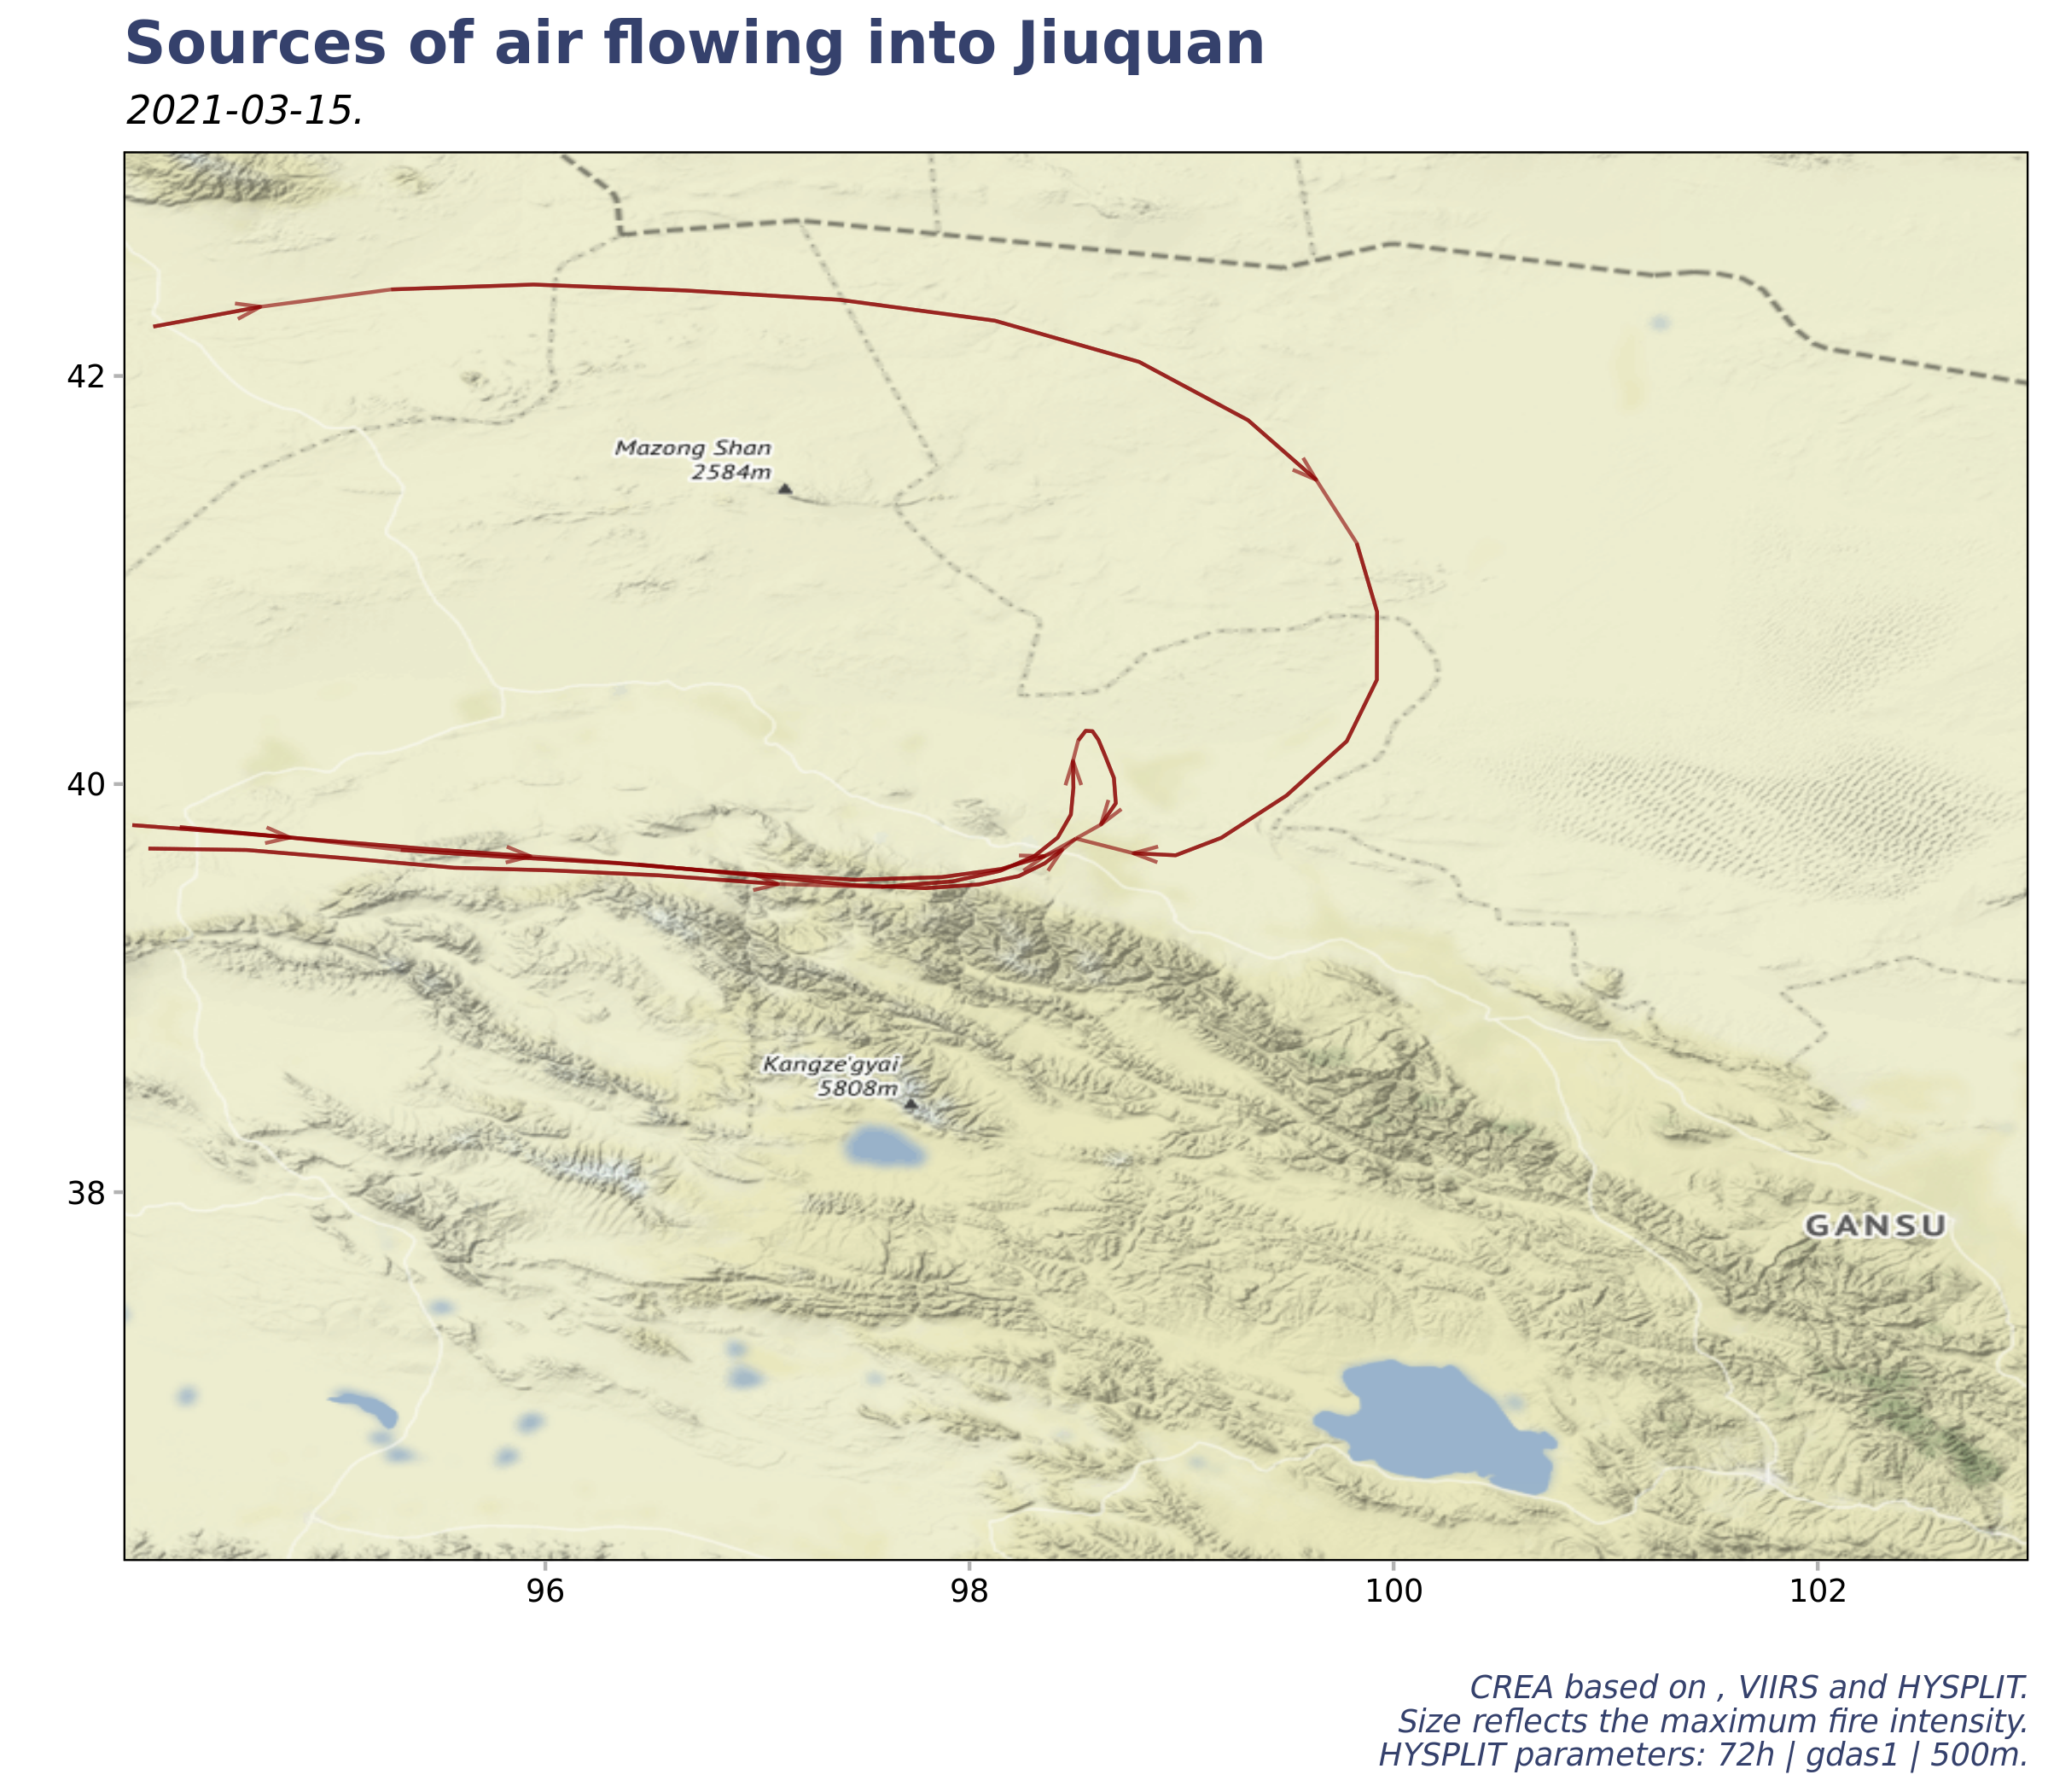 Sources of air flowing into Jiuquan
2021-03-15.
42
40
38
Mazong Shan
2584m
Kangze'gyai
5808m
GANSU
96
98
100
102
CREA based on , VIIRS and HYSPLIT.
Size reflects the maximum fire intensity.
HYSPLIT parameters: 72h | gdas1 | 500m.